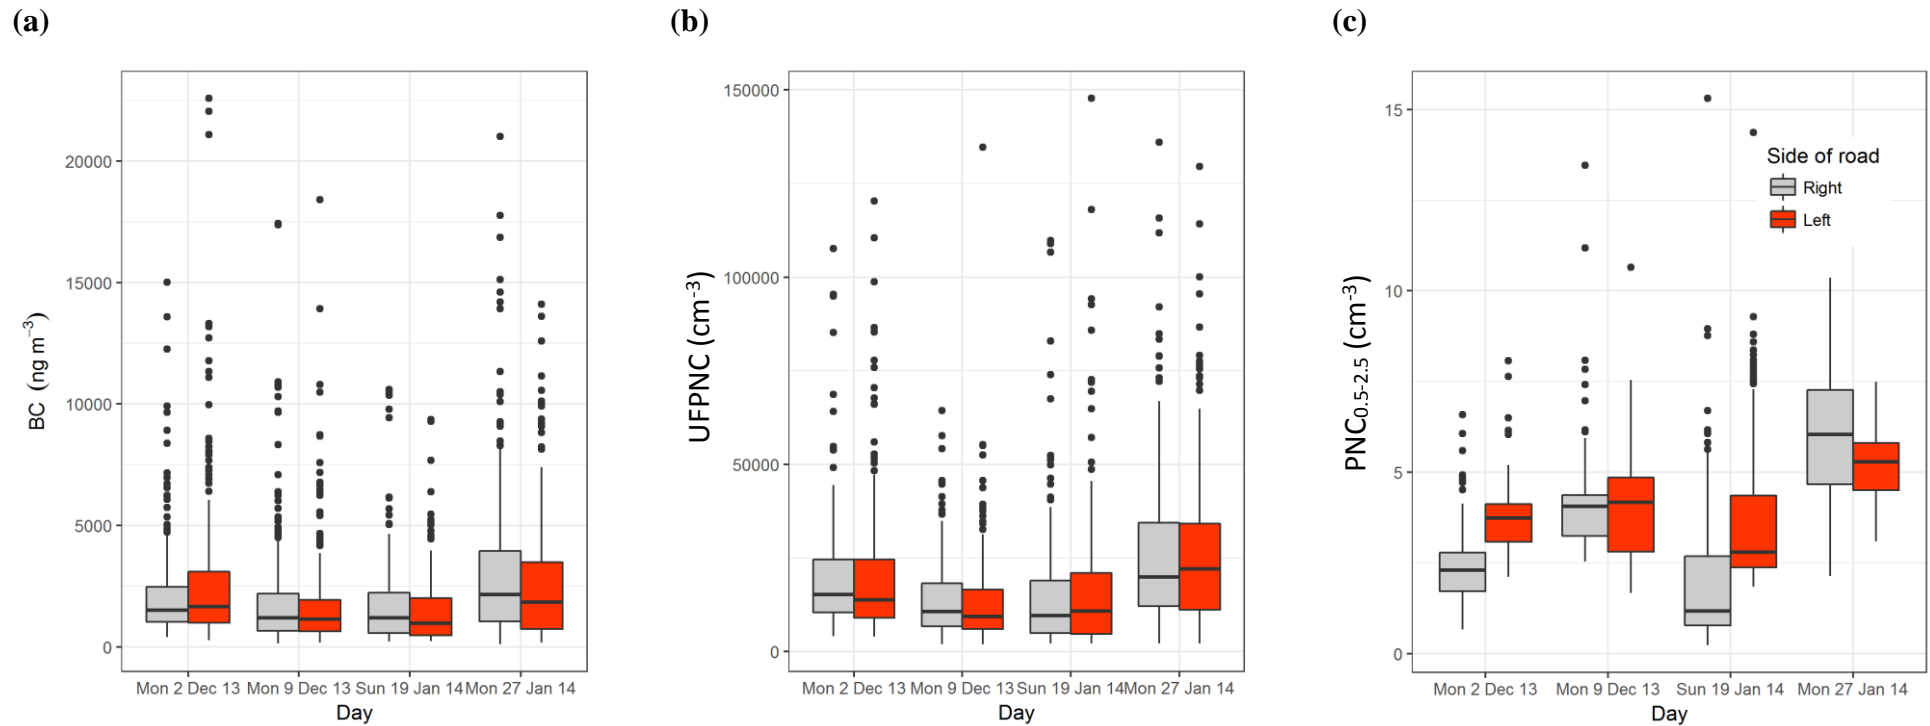 (a)
(b)
(c)
BC (ng m⁻³)
20000
15000
10000
5000
0
Mon 2 Dec 13 Mon 9 Dec 13 Sun 19 Jan 14 Mon 27 Jan 14
Day
UFPNC (cm⁻³)
150000
100000
50000
0
Mon 2 Dec 13 Mon 9 Dec 13 Sun 19 Jan 14 Mon 27 Jan 14
Day
PNC₀.₅₋₂.₅ (cm⁻³)
15
10
5
0
Side of road
Right
Left
Mon 2 Dec 13 Mon 9 Dec 13 Sun 19 Jan 14 Mon 27 Jan 14
Day